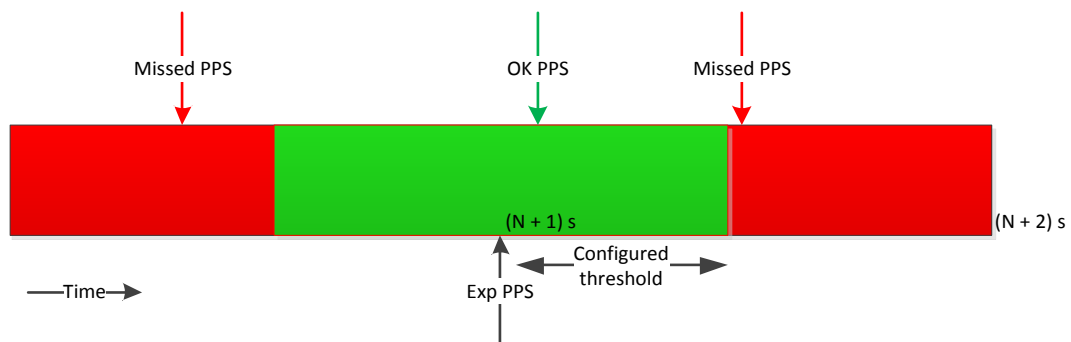 Missed PPS
OK PPS
Missed PPS
(N + 1) s
(N + 2) s
Configured
threshold
Time
Exp PPS